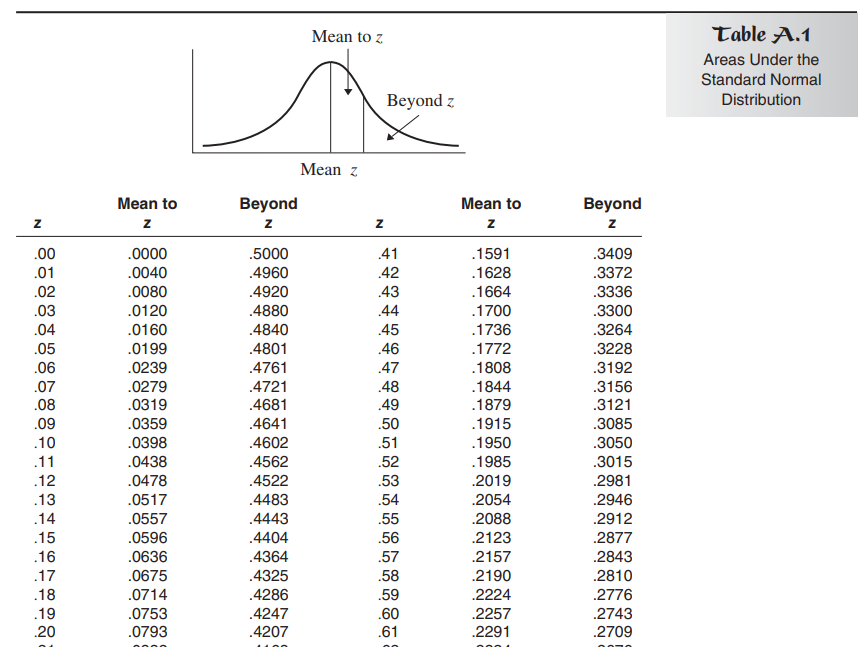 Mean to z
Table A.1
Areas Under the
Standard Normal
Distribution
Beyond z
Mean z
Mean to Beyond Mean to Beyond
z z z z z z
.00 .0000 .5000 .41 .1591 .3409
.01 .0040 .4960 .42 .1628 .3372
.02 .0080 .4920 .43 .1664 .3336
.03 .0120 .4880 .44 .1700 .3300
.04 .0160 .4840 .45 .1736 .3264
.05 .0199 .4801 .46 .1772 .3228
.06 .0239 .4761 .47 .1808 .3192
.07 .0279 .4721 .48 .1844 .3156
.08 .0319 .4681 .49 .1879 .3121
.09 .0359 .4641 .50 .1915 .3085
.10 .0398 .4602 .51 .1950 .3050
.11 .0438 .4562 .52 .1985 .3015
.12 .0478 .4522 .53 .2019 .2981
.13 .0517 .4483 .54 .2054 .2946
.14 .0557 .4443 .55 .2088 .2912
.15 .0596 .4404 .56 .2123 .2877
.16 .0636 .4364 .57 .2157 .2843
.17 .0675 .4325 .58 .2190 .2810
.18 .0714 .4286 .59 .2224 .2776
.19 .0753 .4247 .60 .2257 .2743
.20 .0793 .4207 .61 .2291 .2709